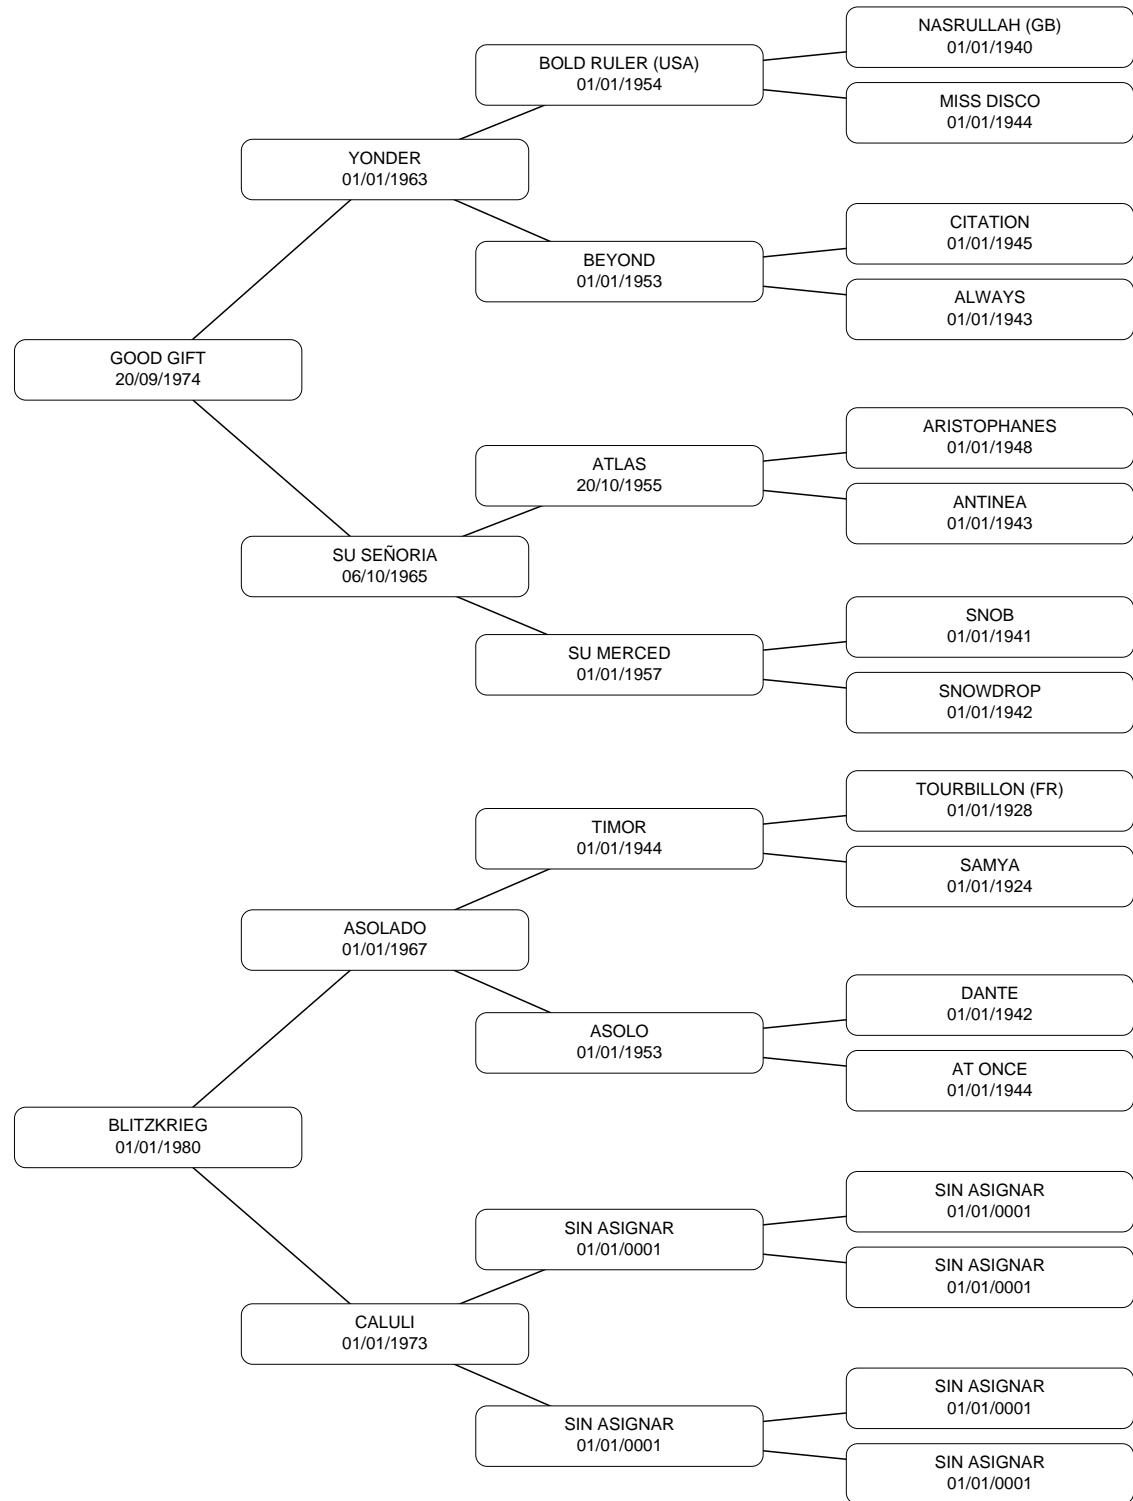 NASRULLAH (GB)
01/01/1940
BOLD RULER (USA)
01/01/1954
MISS DISCO
01/01/1944
YONDER
01/01/1963
CITATION
01/01/1945
BEYOND
01/01/1953
ALWAYS
01/01/1943
GOOD GIFT
20/09/1974
ARISTOPHANES
01/01/1948
ATLAS
20/10/1955
ANTINEA
01/01/1943
SU SEÑORIA
06/10/1965
SNOB
01/01/1941
SU MERCED
01/01/1957
SNOWDROP
01/01/1942
TOURBILLON (FR)
01/01/1928
TIMOR
01/01/1944
SAMYA
01/01/1924
ASOLADO
01/01/1967
DANTE
01/01/1942
ASOLO
01/01/1953
AT ONCE
01/01/1944
BLITZKRIEG
01/01/1980
SIN ASIGNAR
01/01/0001
SIN ASIGNAR
01/01/0001
SIN ASIGNAR
01/01/0001
CALULI
01/01/1973
SIN ASIGNAR
01/01/0001
SIN ASIGNAR
01/01/0001
SIN ASIGNAR
01/01/0001